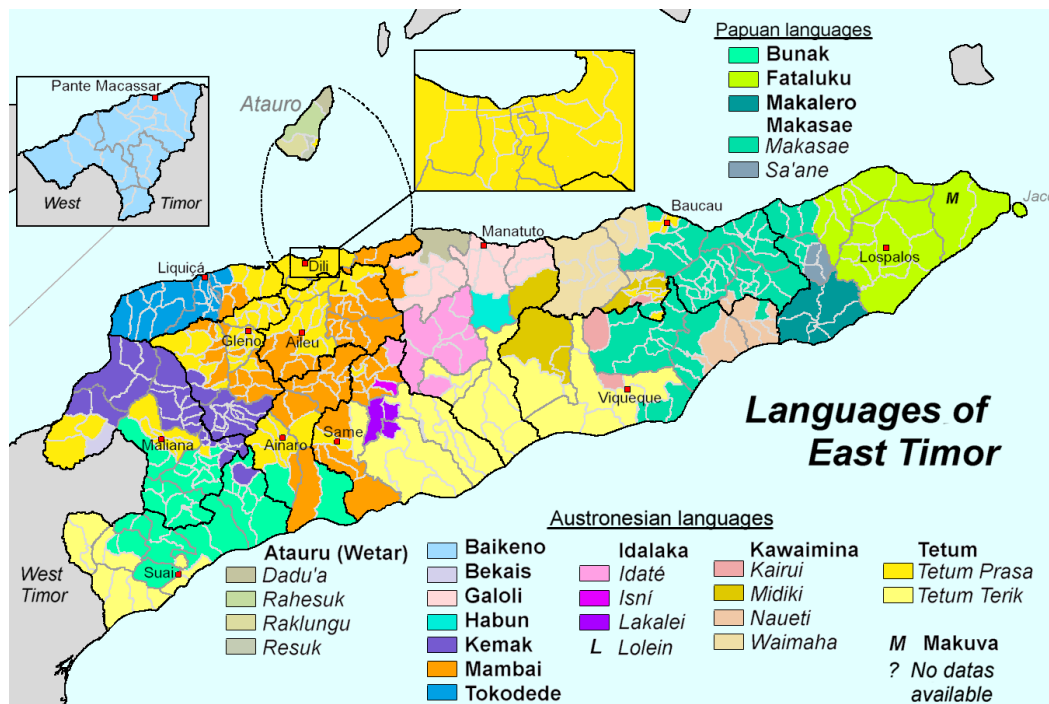 Papuan languages
Bunak
Fataluku
Makalero
Makasae
Makasae
Sa'ane
Pante Macassar
West Timor
Atauro
Baucau
Manatuto
M
Jac
Lospalos
Liquiçá
Dili
L
Gleno
Aileu
Viqueque
Maliana
Ainaro
Same
Languages of
East Timor
Suai
West
Timor
Austronesian languages
Atauru (Wetar)
Dadu'a
Rahesuk
Raklungu
Resuk
Baikeno
Bekais
Galoli
Habun
Kemak
Mambai
Tokodede
Idalaka
Idaté
Isní
Lakalei
L Lolein
Kawaimina
Kairui
Midiki
Naueti
Waimaha
Tetum
Tetum Prasa
Tetum Terik
M Makuva
? No datas
available